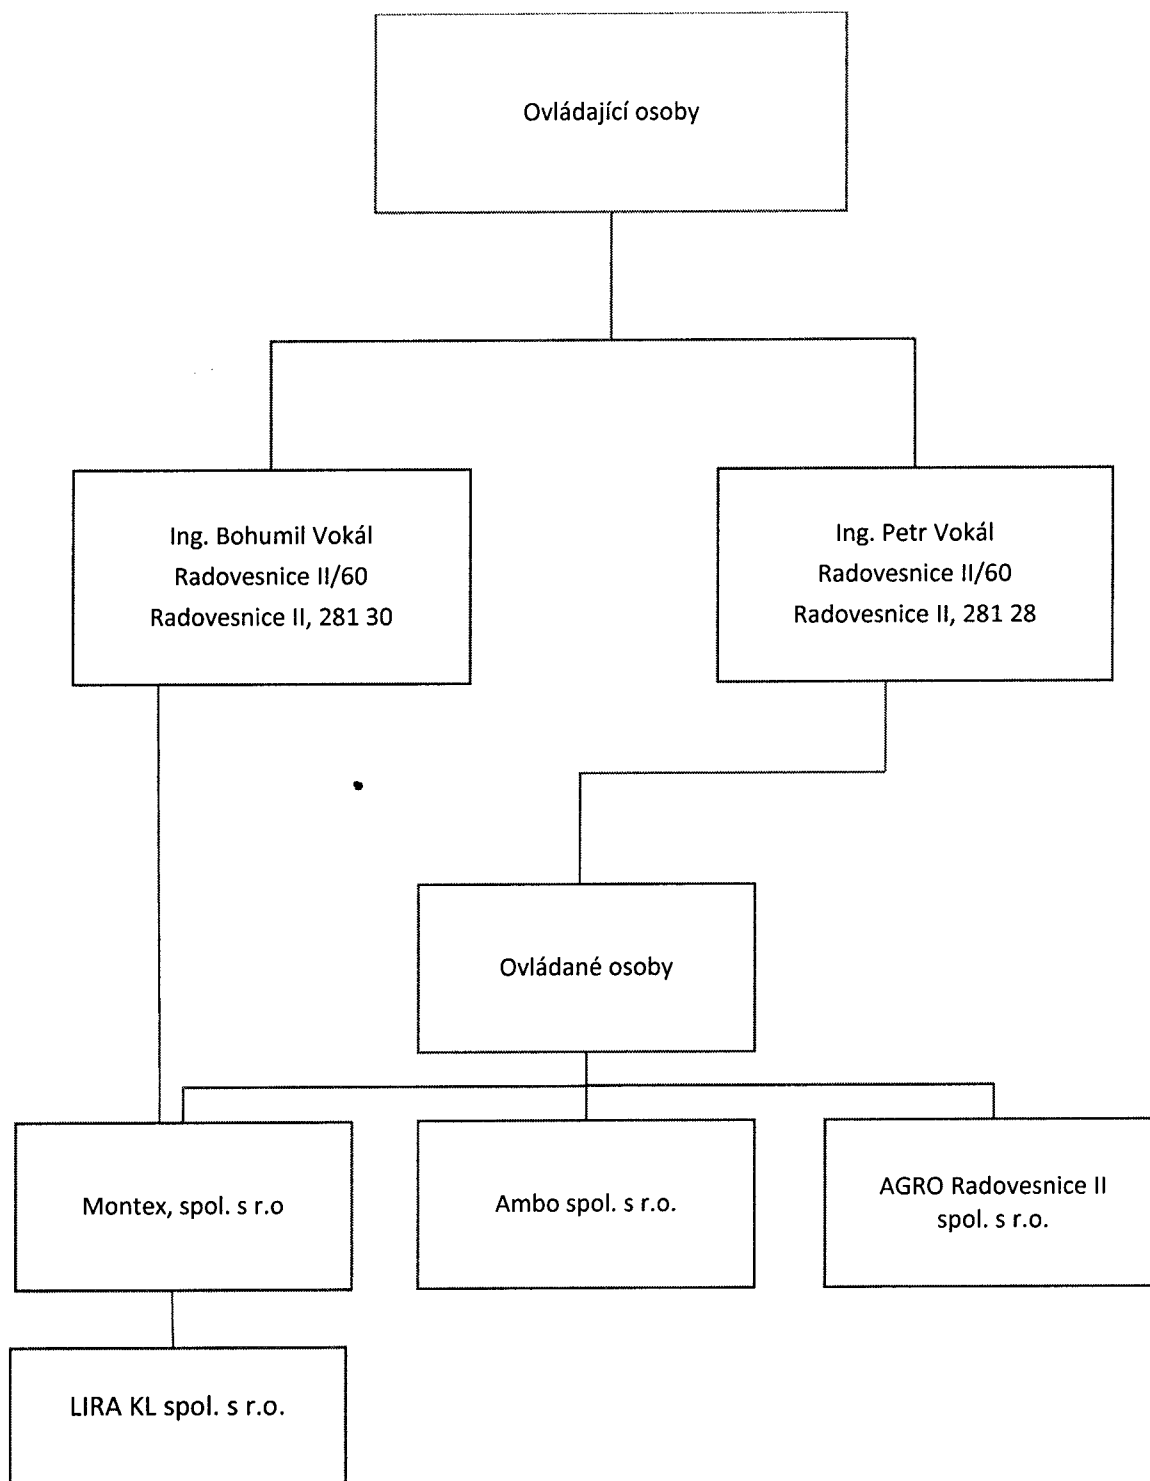 Ovládající osoby
Ing. Bohumil Vokál
Radovesnice II/60
Radovesnice II, 281 30
Ing. Petr Vokál
Radovesnice II/60
Radovesnice II, 281 28
Ovládané osoby
Montex, spol. s r.o
Ambo spol. s r.o.
AGRO Radovesnice II
spol. s r.o.
LIRA KL spol. s r.o.